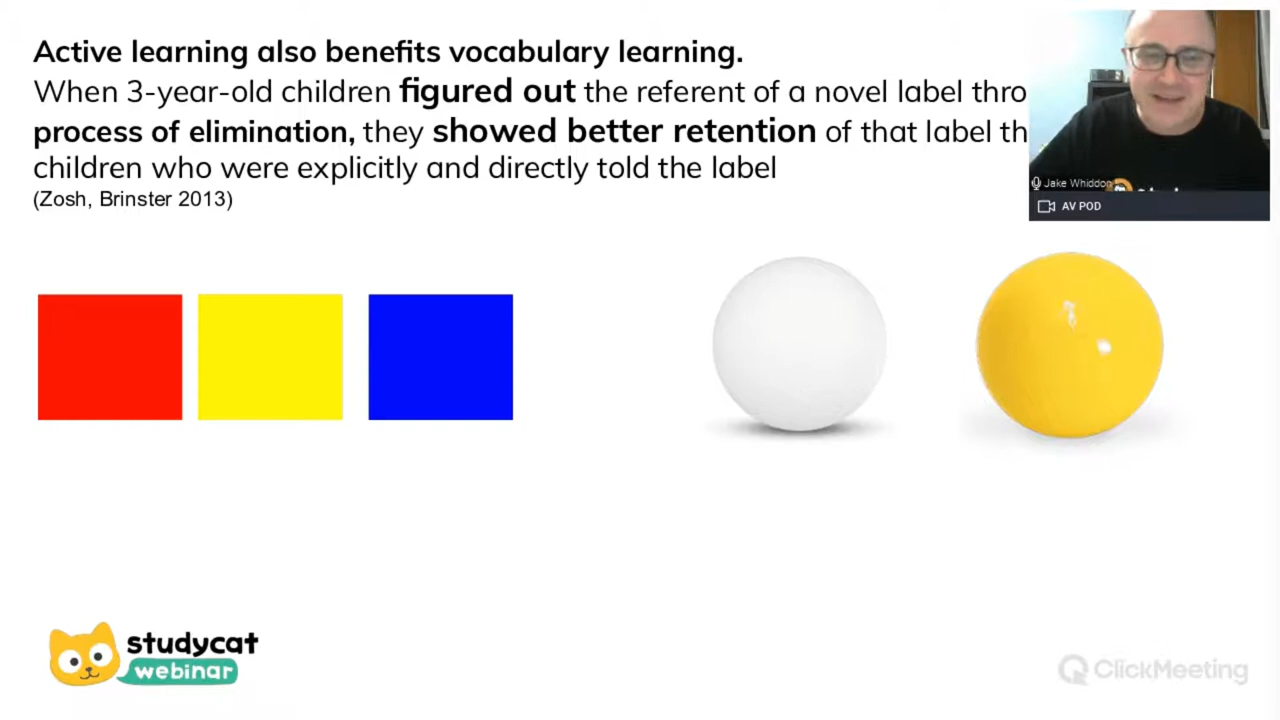 Active learning also benefits vocabulary learning.
When 3-year-old children figured out the referent of a novel label thro
process of elimination, they showed better retention of that label th
children who were explicitly and directly told the label
(Zosh, Brinster 2013)
Jake Whiddo
AV POD
studycat
webinar
ClickMeeting